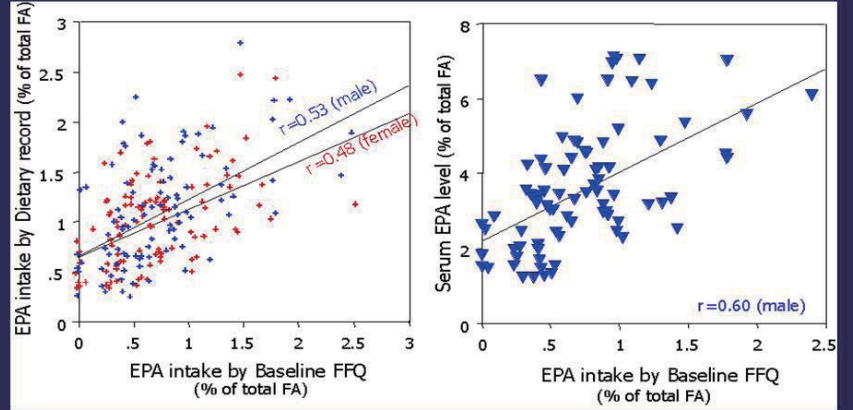 EPA intake by Dietary record (% of total FA)
3
2.5
2
1.5
1
.5
0
r=0.53 (male)
r=0.48 (female)
0
.5
1
1.5
2
2.5
3
EPA intake by Baseline FFQ
(% of total FA)
Serum EPA level (% of total FA)
8
6
4
2
0
r=0.60 (male)
0
.5
1
1.5
2
2.5
EPA intake by Baseline FFQ
(% of total FA)